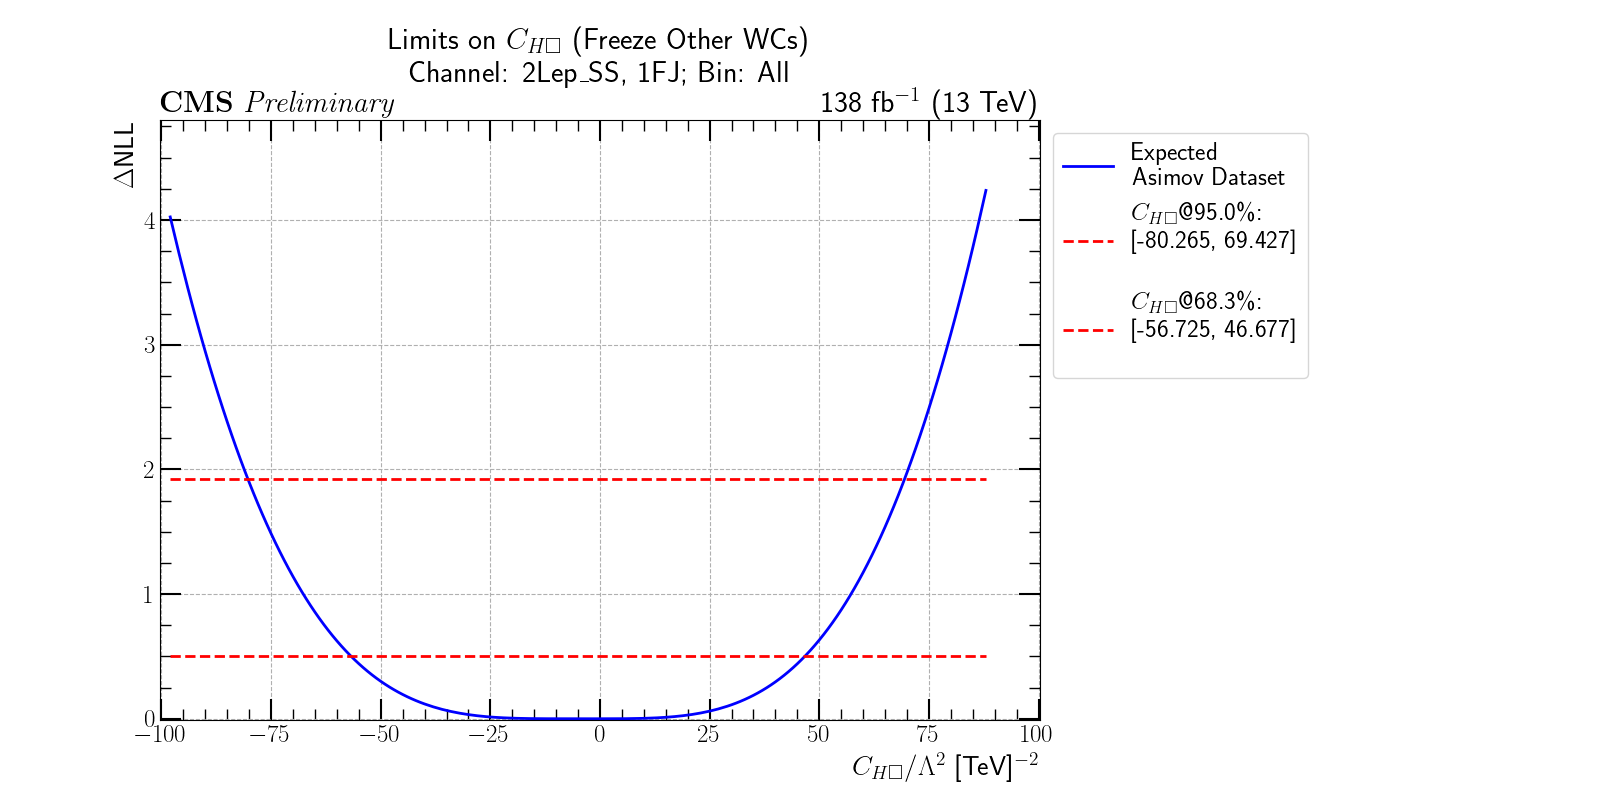 Limits on C_{H□} (Freeze Other WCs)
Channel: 2Lep_SS, 1FJ; Bin: All
CMS Preliminary
138 fb⁻¹ (13 TeV)
ΔNLL
4
3
2
1
0
−100
−75
−50
−25
0
25
50
75
100
C_{H□}/Λ² [TeV]⁻²
Expected
Asimov Dataset
C_{H□}@95.0%:
[-80.265, 69.427]
C_{H□}@68.3%:
[-56.725, 46.677]